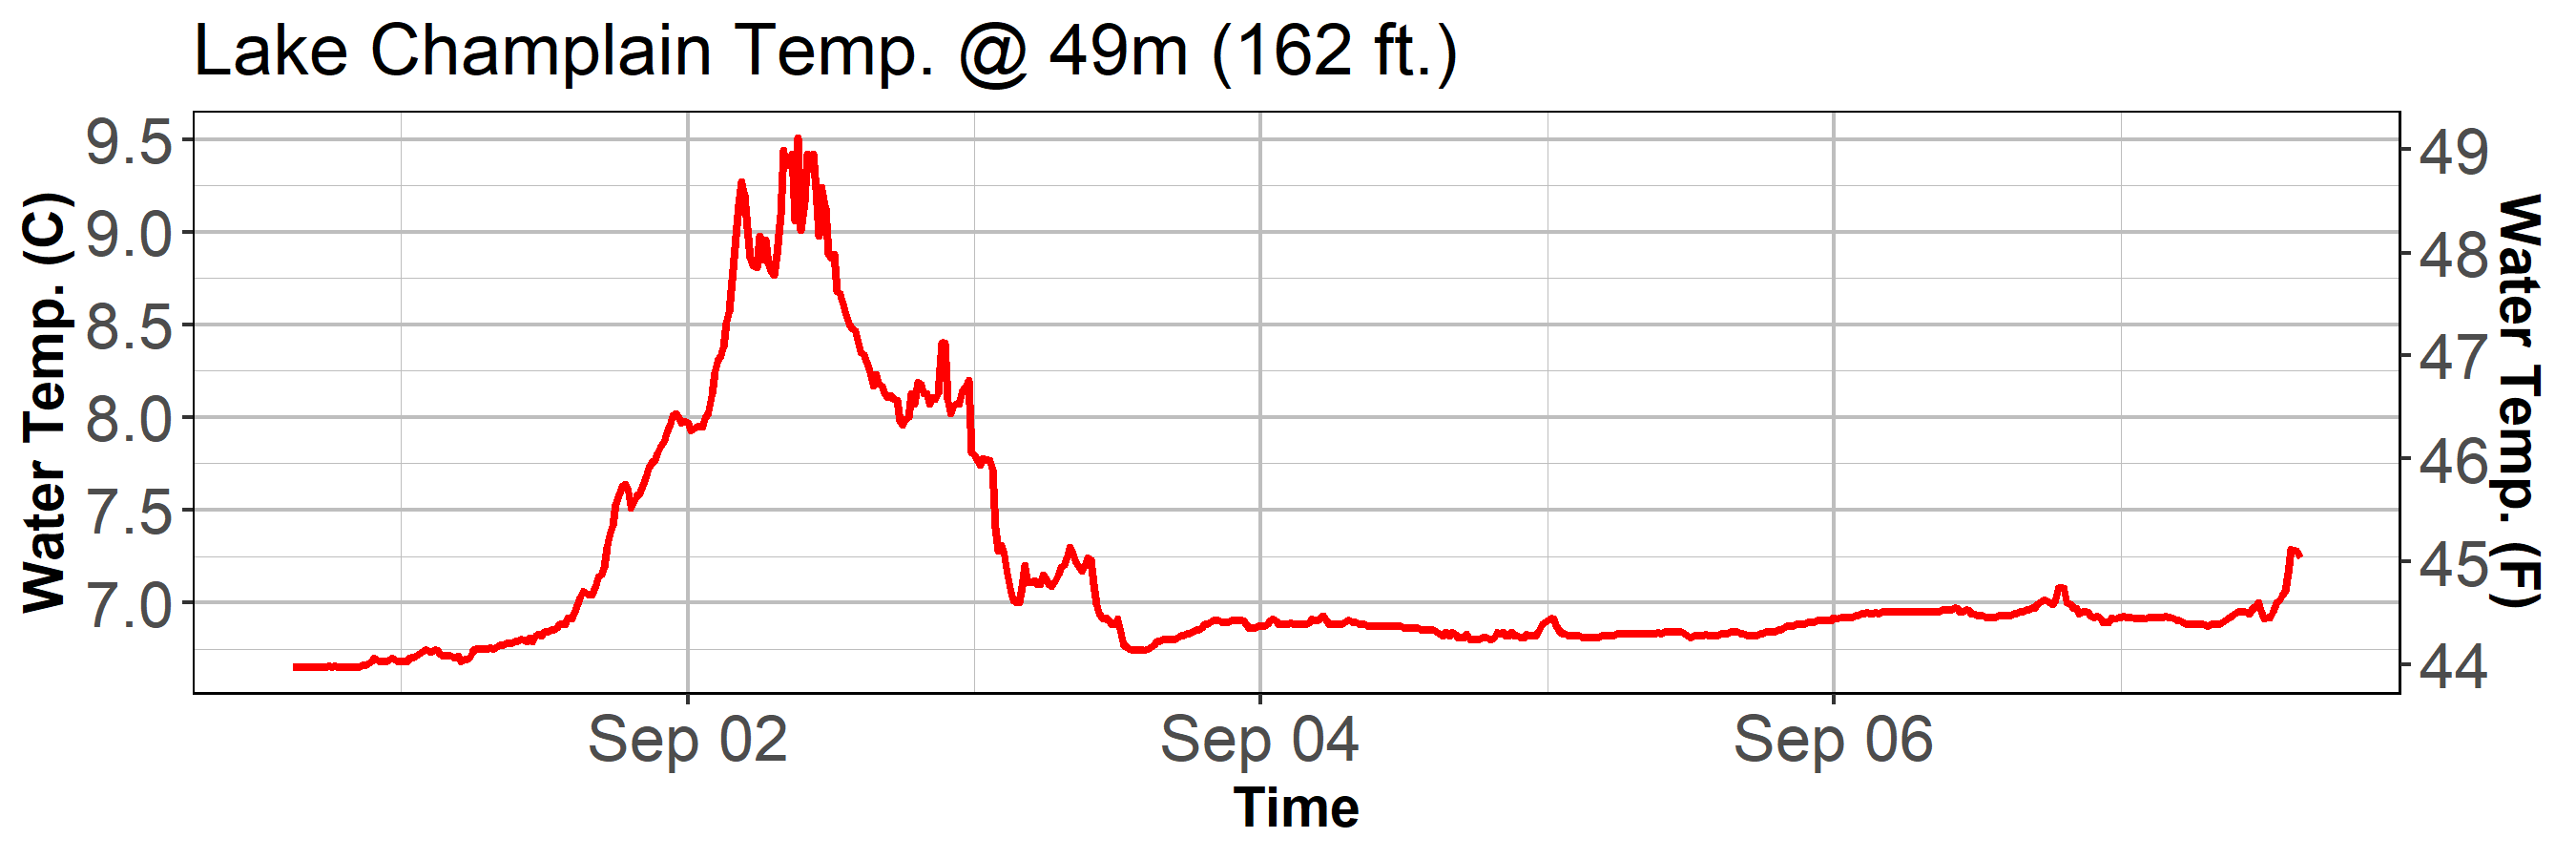 Lake Champlain Temp. @ 49m (162 ft.)
Water Temp. (C)
9.5
9.0
8.5
8.0
7.5
7.0
49
48
47
46
45
44
Water Temp. (F)
Sep 02
Sep 04
Sep 06
Time